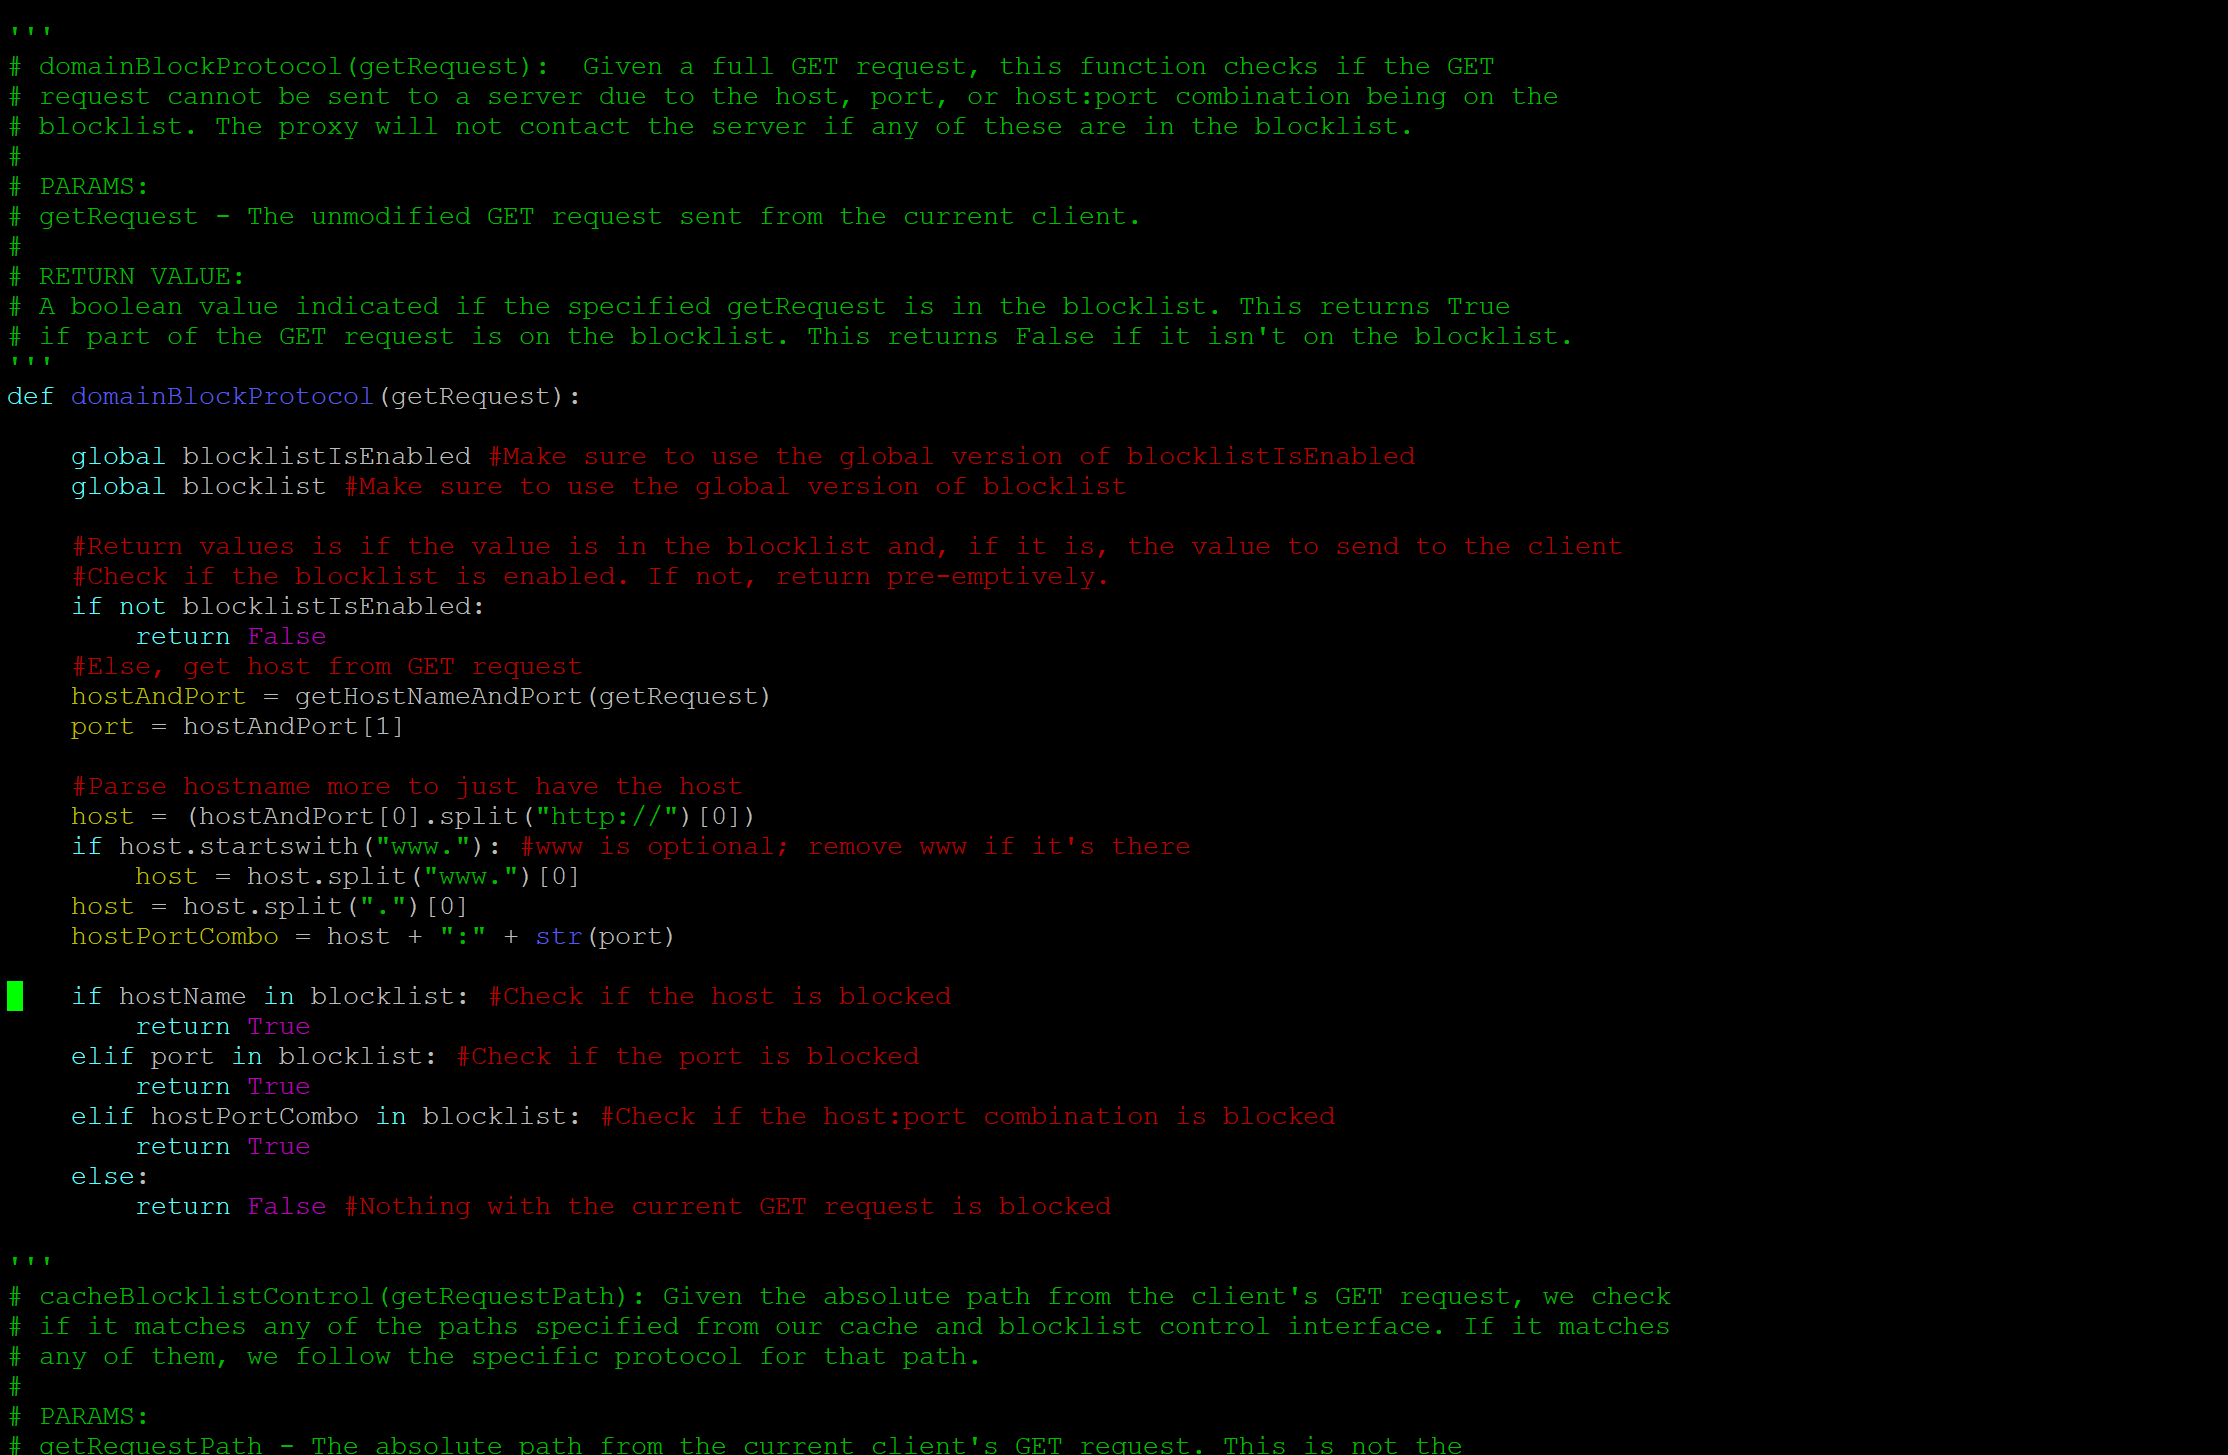 '''
# domainBlockProtocol(getRequest):  Given a full GET request, this function checks if the GET
# request cannot be sent to a server due to the host, port, or host:port combination being on the
# blocklist. The proxy will not contact the server if any of these are in the blocklist.
#
# PARAMS:
# getRequest - The unmodified GET request sent from the current client.
#
# RETURN VALUE:
# A boolean value indicated if the specified getRequest is in the blocklist. This returns True
# if part of the GET request is on the blocklist. This returns False if it isn't on the blocklist.
'''
def domainBlockProtocol(getRequest):
    global blocklistIsEnabled #Make sure to use the global version of blocklistIsEnabled
    global blocklist #Make sure to use the global version of blocklist
    #Return values is if the value is in the blocklist and, if it is, the value to send to the client
    #Check if the blocklist is enabled. If not, return pre-emptively.
    if not blocklistIsEnabled:
        return False
    #Else, get host from GET request
    hostAndPort = getHostNameAndPort(getRequest)
    port = hostAndPort[1]
    #Parse hostname more to just have the host
    host = (hostAndPort[0].split("http://")[0])
    if host.startswith("www."): #www is optional; remove www if it's there
        host = host.split("www.")[0]
    host = host.split(".")[0]
    hostPortCombo = host + ":" + str(port)
    if hostName in blocklist: #Check if the host is blocked
        return True
    elif port in blocklist: #Check if the port is blocked
        return True
    elif hostPortCombo in blocklist: #Check if the host:port combination is blocked
        return True
    else:
        return False #Nothing with the current GET request is blocked
'''
# cacheBlocklistControl(getRequestPath): Given the absolute path from the client's GET request, we check
# if it matches any of the paths specified from our cache and blocklist control interface. If it matches
# any of them, we follow the specific protocol for that path.
#
# PARAMS:
# getRequestPath - The absolute path from the current client's GET request. This is not the